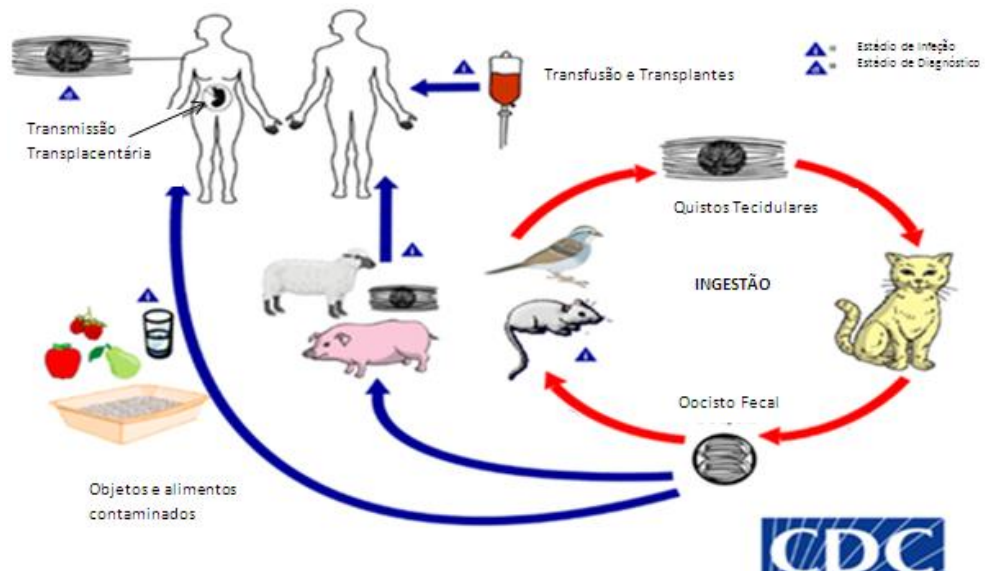 Transfusão e Transplantes
i = Estádio de Infeção
d = Estádio de Diagnóstico
Transmissão
Transplacentária
Quistos Tecidulares
INGESTÃO
Oocisto Fecal
Objetos e alimentos
contaminados
CDC